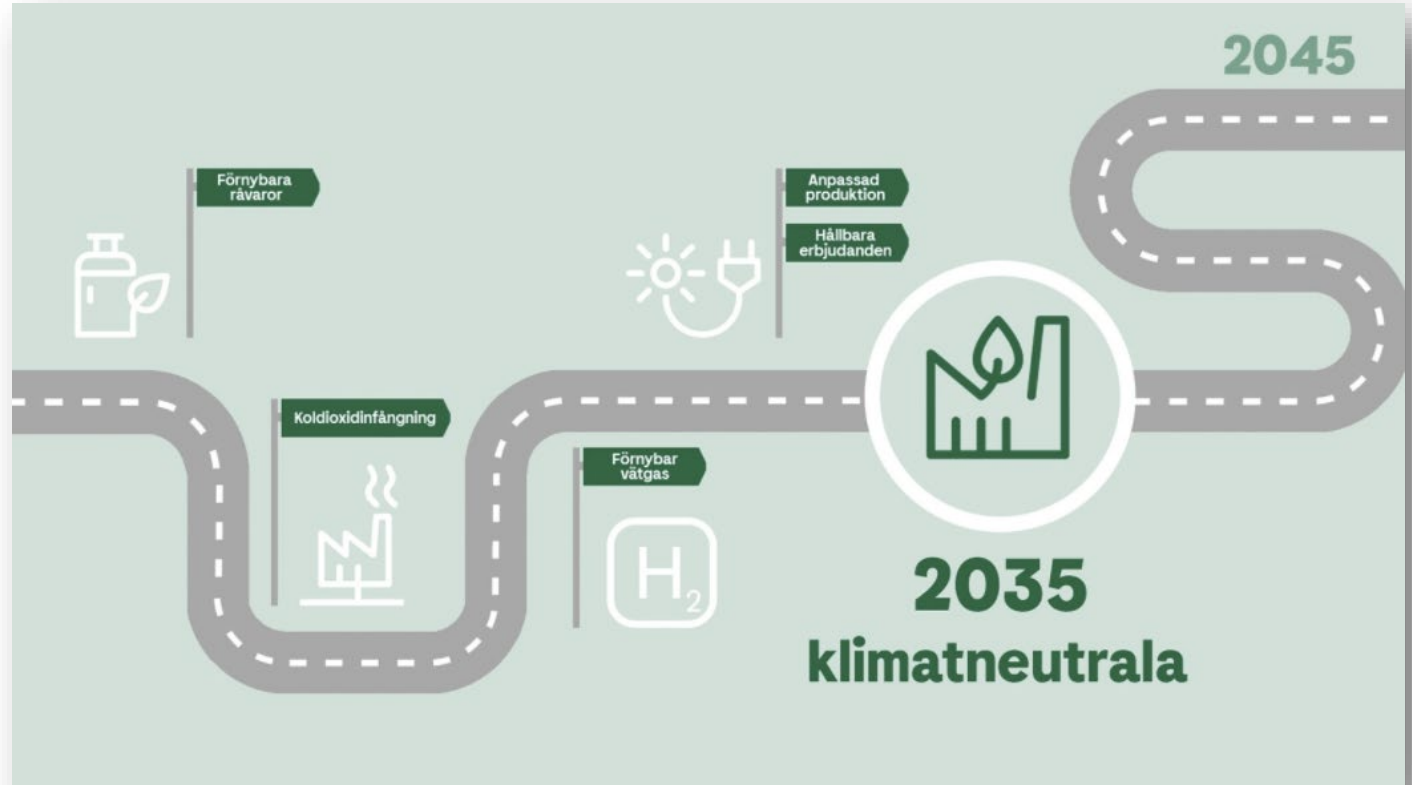 2045
Förnybara
råvaror
Anpassad
produktion
Hållbara
erbjudanden
Koldioxidinfångning
Förnybar
vätgas
H2
2035
klimatneutrala